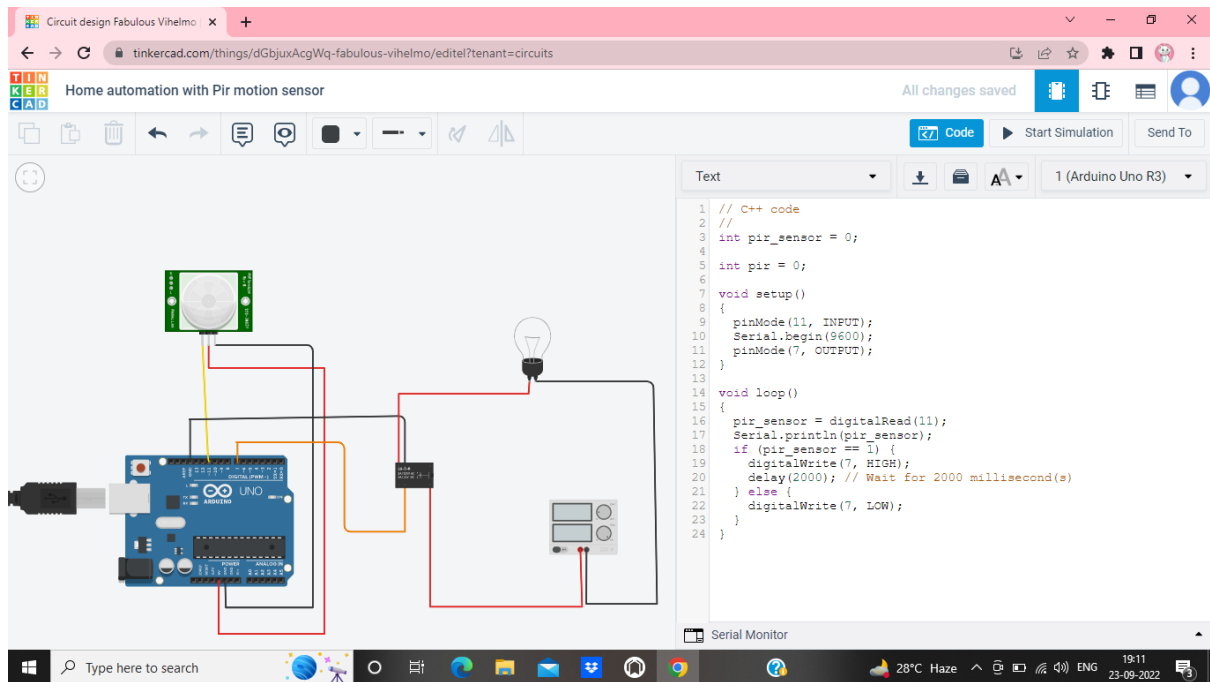 Circuit design Fabulous Vihelmo
tinkercad.com/things/dGbjuxAcgWq-fabulous-vihelmo/editel?tenant=circuits
TIN
KER
CAD
Home automation with Pir motion sensor
All changes saved
Code
Start Simulation
Send To
Text
1 (Arduino Uno R3)
1 // C++ code
2 //
3 int pir_sensor = 0;
4
5 int pir = 0;
6
7 void setup()
8 {
9 pinMode(11, INPUT);
10 Serial.begin(9600);
11 pinMode(7, OUTPUT);
12 }
13
14 void loop()
15 {
16 pir_sensor = digitalRead(11);
17 Serial.println(pir_sensor);
18 if (pir_sensor == 1) {
19 digitalWrite(7, HIGH);
20 delay(2000); // Wait for 2000 millisecond(s)
21 } else {
22 digitalWrite(7, LOW);
23 }
24 }
DIGITAL (PWM~)
UNO
ARDUINO
POWER
ANALOG IN
Serial Monitor
Type here to search
28°C Haze
ENG
19:11
23-09-2022
3